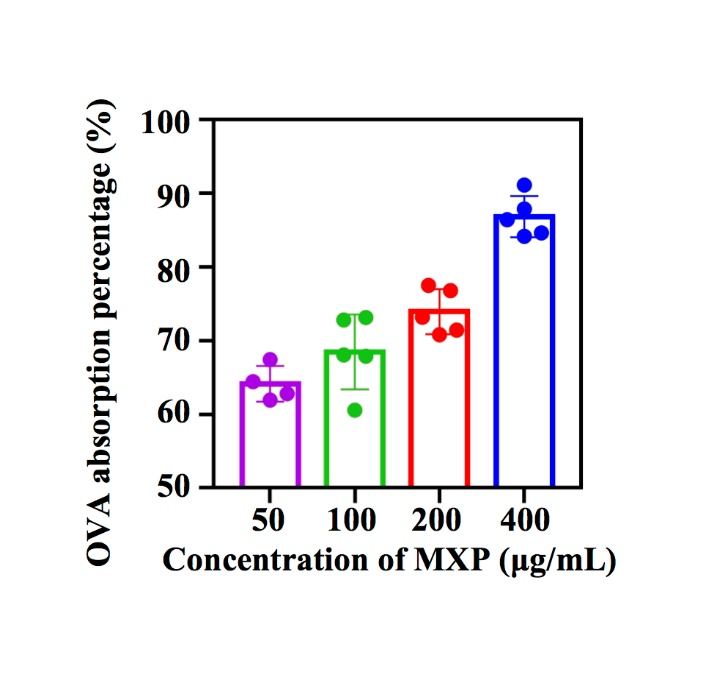 OVA absorption percentage (%)
100
90
80
70
60
50
50 100 200 400
Concentration of MXP (μg/mL)